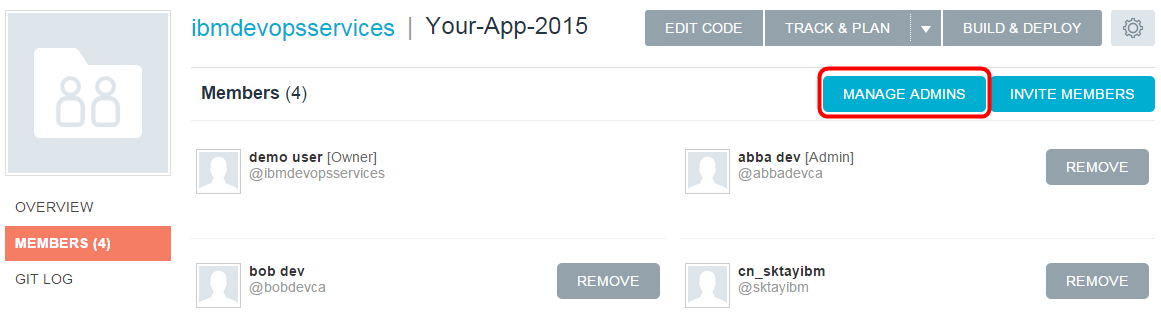 ibmdevopsservices | Your-App-2015
EDIT CODE
TRACK & PLAN
BUILD & DEPLOY
Members (4)
MANAGE ADMINS
INVITE MEMBERS
demo user [Owner]
@ibmdevopsservices
abba dev [Admin]
@abbadevca
REMOVE
OVERVIEW
MEMBERS (4)
GIT LOG
bob dev
@bobdevca
REMOVE
cn_sktayibm
@sktayibm
REMOVE